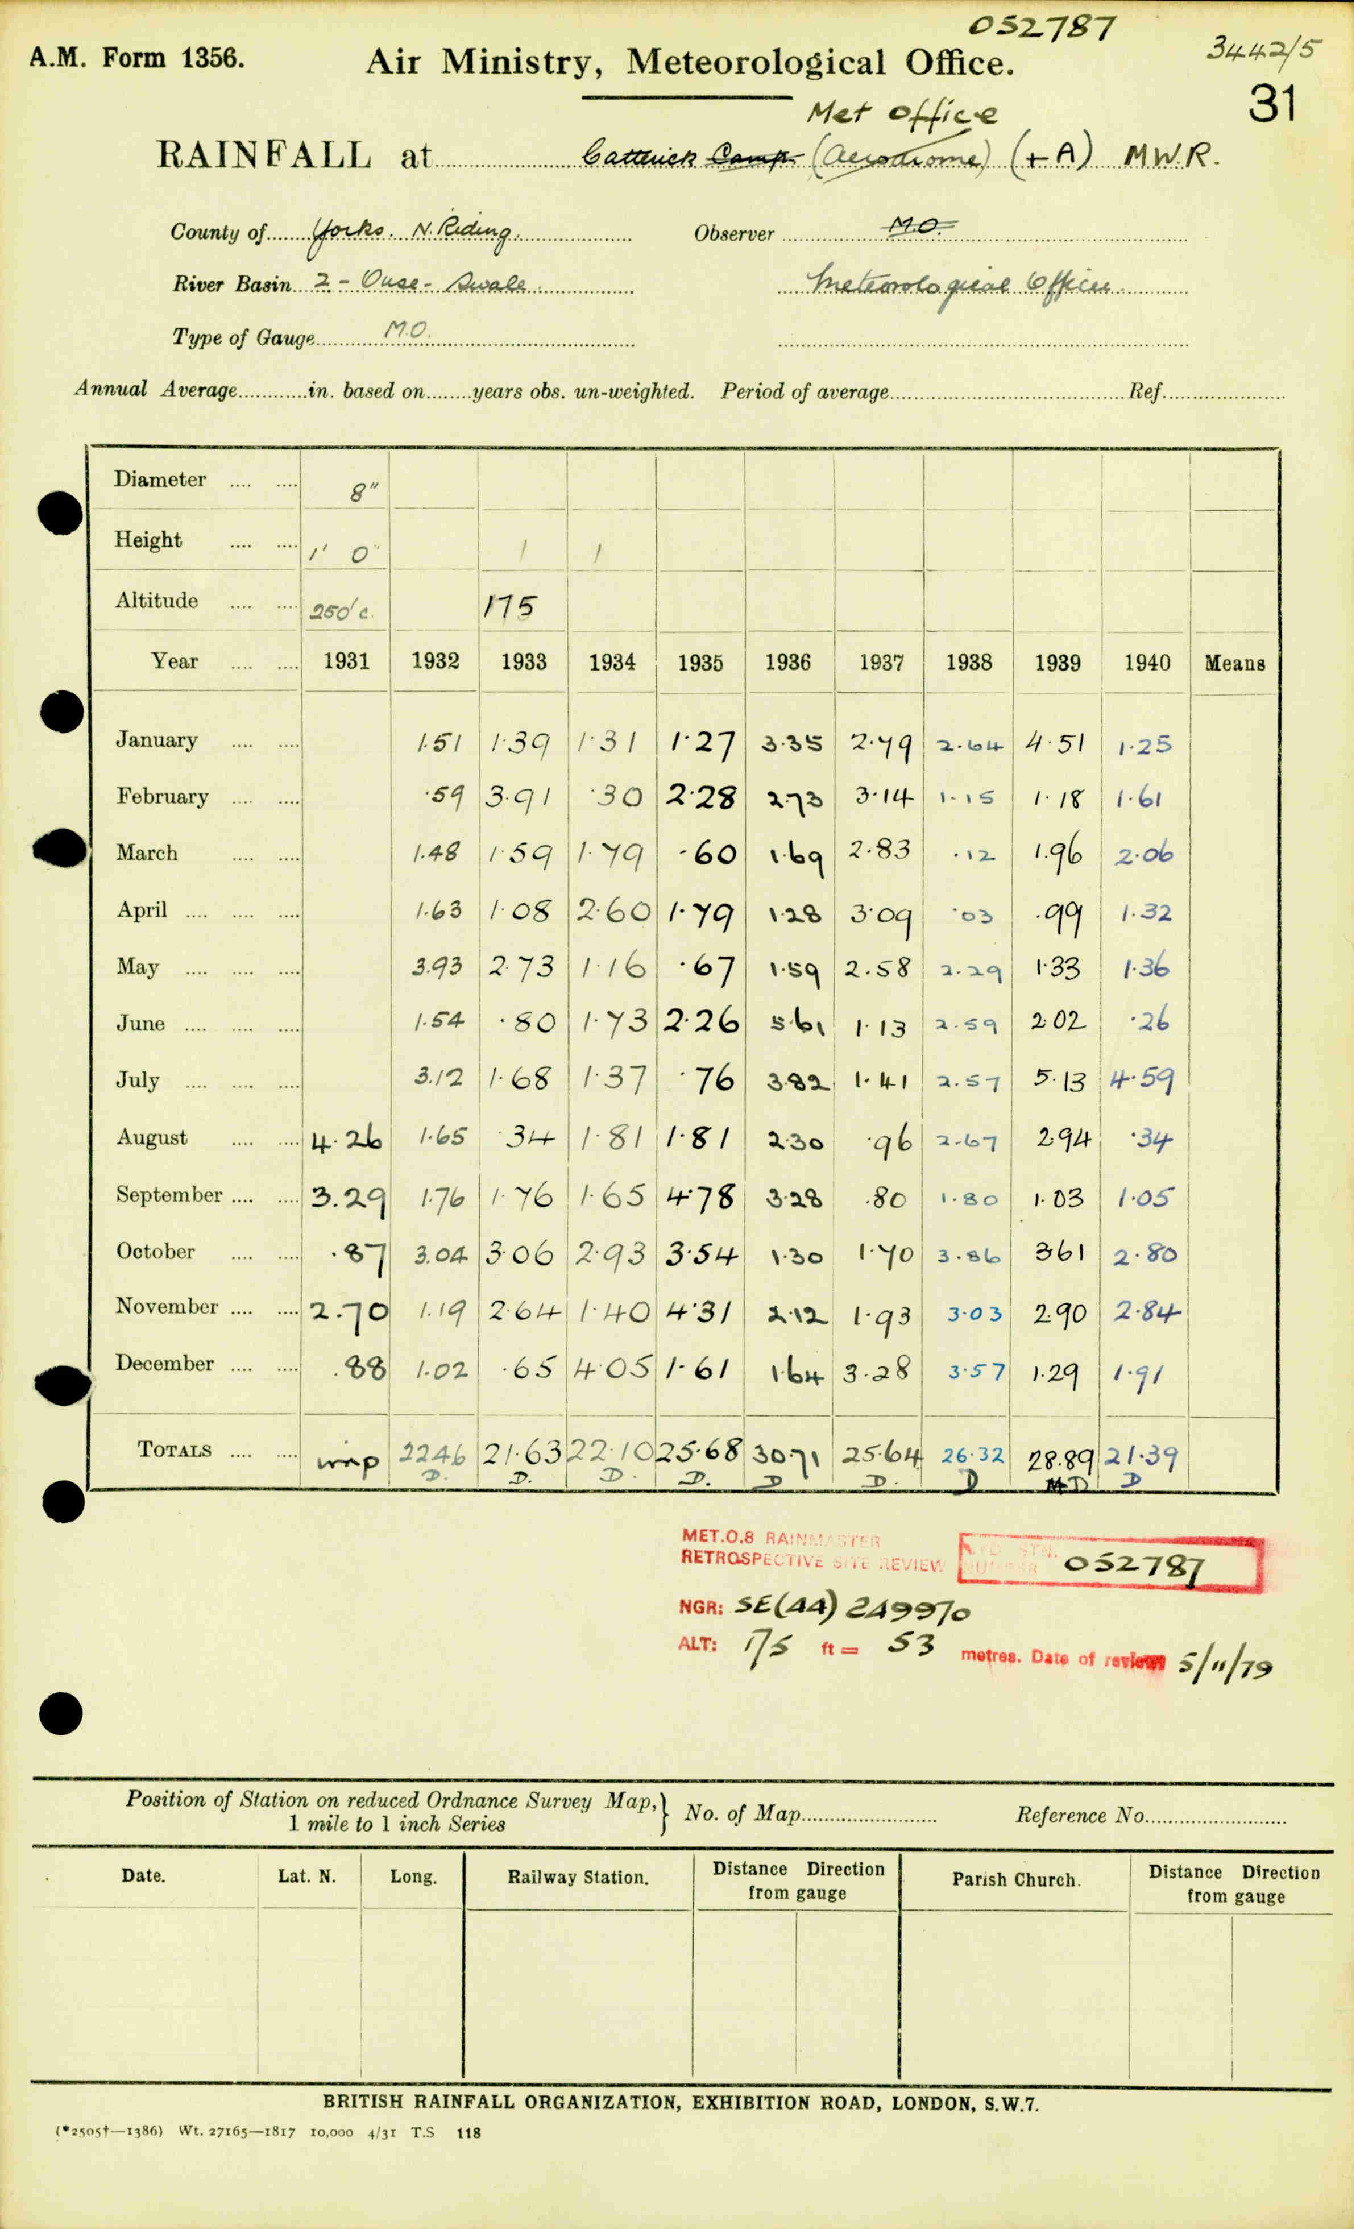 052787
3442/5
A.M. Form 1356. Air Ministry, Meteorological Office.
31
Met Office
RAINFALL at Catterick Camp (Aerodrome) (+A) M.W.R.
County of Yorks. N. Riding. Observer M.O.
River Basin 2 - Ouse - Swale. Meteorological Officer.
Type of Gauge M.O.
Annual Average in. based on years obs. un-weighted. Period of average Ref.
Diameter 8"
Height 1' 0" 1 1
Altitude 250'c. 175
Year 1931 1932 1933 1934 1935 1936 1937 1938 1939 1940 Means
January 1.51 1.39 1.31 1.27 3.35 2.79 2.64 4.51 1.25
February .59 3.91 .30 2.28 2.73 3.14 1.15 1.18 1.61
March 1.48 1.59 1.79 .60 1.69 2.83 .12 1.96 2.06
April 1.63 1.08 2.60 1.79 1.28 3.09 .03 .99 1.32
May 3.93 2.73 1.16 .67 1.59 2.58 2.29 1.33 1.36
June 1.54 .80 1.73 2.26 5.61 1.13 2.59 2.02 .26
July 3.12 1.68 1.37 .76 3.82 1.41 2.57 5.13 4.59
August 4.26 1.65 .34 1.81 1.81 2.30 .96 2.67 2.94 .34
September 3.29 1.76 1.76 1.65 4.78 3.28 .80 1.80 1.03 1.05
October .87 3.04 3.06 2.93 3.54 1.30 1.70 3.86 3.61 2.80
November 2.70 1.19 2.64 1.40 4.31 2.12 1.93 3.03 2.90 2.84
December .88 1.02 .65 4.05 1.61 1.64 3.28 3.57 1.29 1.91
TOTALS imp 22.46 21.63 22.10 25.68 30.71 25.64 26.32 28.89 21.39
D. D. D. D. D D. D D D
MET.O.8 RAINMASTER
RETROSPECTIVE SITE REVIEW
HYD. STN. NUMBER 052787
NGR: SE(44) 249970
ALT: 175 ft = 53 metres. Date of review 5/11/79
Position of Station on reduced Ordnance Survey Map,
1 mile to 1 inch Series } No. of Map Reference No.
Date. Lat. N. Long. Railway Station. Distance Direction from gauge Parish Church. Distance Direction from gauge
BRITISH RAINFALL ORGANIZATION, EXHIBITION ROAD, LONDON, S.W.7.
(*2505†—1386) Wt. 27165—1817 10,000 4/31 T.S 118